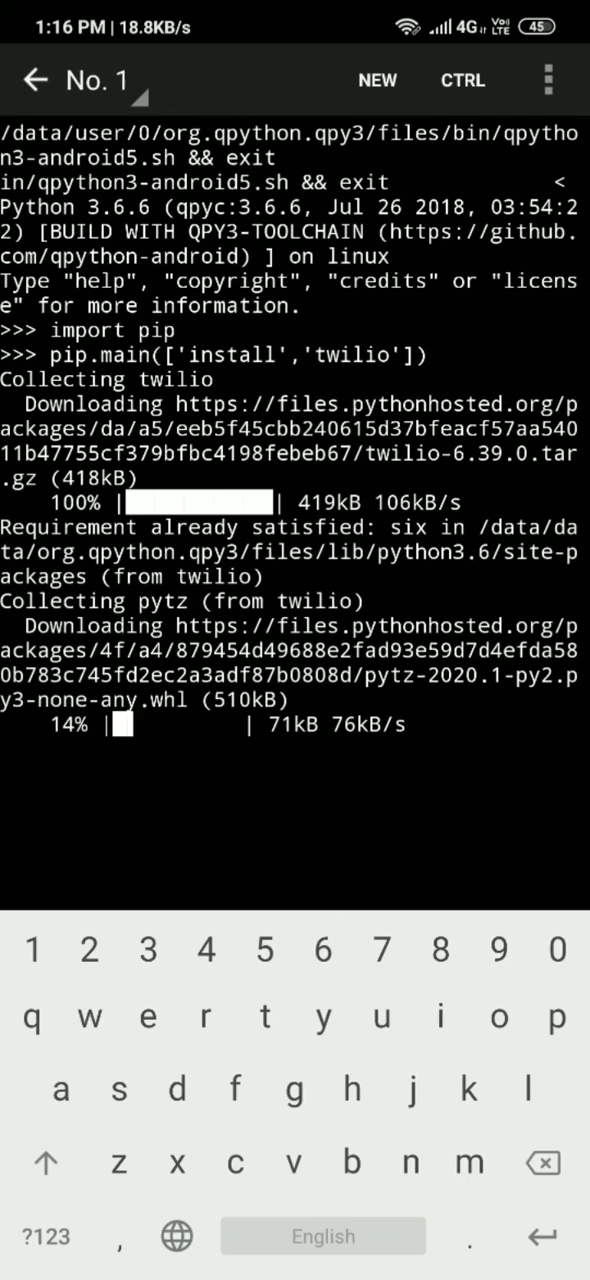 1:16 PM | 18.8KB/s 4G Vo) LTE 45
No. 1 NEW CTRL
/data/user/0/org.qpython.qpy3/files/bin/qpytho
n3-android5.sh && exit
in/qpython3-android5.sh && exit <
Python 3.6.6 (qpyc:3.6.6, Jul 26 2018, 03:54:2
2) [BUILD WITH QPY3-TOOLCHAIN (https://github.
com/qpython-android) ] on linux
Type "help", "copyright", "credits" or "licens
e" for more information.
>>> import pip
>>> pip.main(['install','twilio'])
Collecting twilio
  Downloading https://files.pythonhosted.org/p
ackages/da/a5/eeb5f45cbb240615d37bfeacf57aa540
11b47755cf379bfbc4198febeb67/twilio-6.39.0.tar
.gz (418kB)
    100% |            | 419kB 106kB/s
Requirement already satisfied: six in /data/da
ta/org.qpython.qpy3/files/lib/python3.6/site-p
ackages (from twilio)
Collecting pytz (from twilio)
  Downloading https://files.pythonhosted.org/p
ackages/4f/a4/879454d49688e2fad93e59d7d4efda58
0b783c745fd2ec2a3adf87b0808d/pytz-2020.1-py2.p
y3-none-any.whl (510kB)
    14% |           | 71kB 76kB/s
1 2 3 4 5 6 7 8 9 0
q w e r t y u i o p
a s d f g h j k l
z x c v b n m
?123 , English .